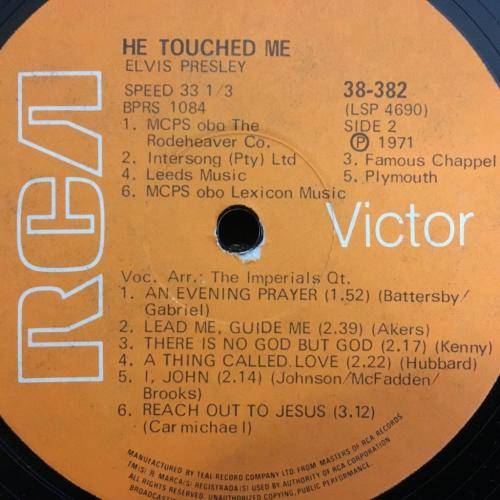 RCA
HE TOUCHED ME
ELVIS PRESLEY
SPEED 33 1/3
BPRS 1084
38-382
(LSP 4690)
SIDE 2
Ⓟ 1971
1. MCPS obo The
Rodeheaver Co.
2. Intersong (Pty) Ltd
3. Famous Chappel
4. Leeds Music
5. Plymouth
6. MCPS obo Lexicon Music
Victor
Voc. Arr.: The Imperials Qt.
1. AN EVENING PRAYER (1.52) (Battersby/
Gabriel)
2. LEAD ME, GUIDE ME (2.39) (Akers)
3. THERE IS NO GOD BUT GOD (2.17) (Kenny)
4. A THING CALLED LOVE (2.22) (Hubbard)
5. I, JOHN (2.14) (Johnson/McFadden/
Brooks)
6. REACH OUT TO JESUS (3.12)
(Carmichael)
MANUFACTURED BY TEAL RECORD COMPANY LTD. FROM MASTERS OF RCA RECORDS
TM(S) ® MARCA(S) REGISTRADA(S) USED BY AUTHORITY OF RCA CORPORATION
ALL RIGHTS RESERVED. UNAUTHORIZED COPYING, PUBLIC PERFORMANCE,